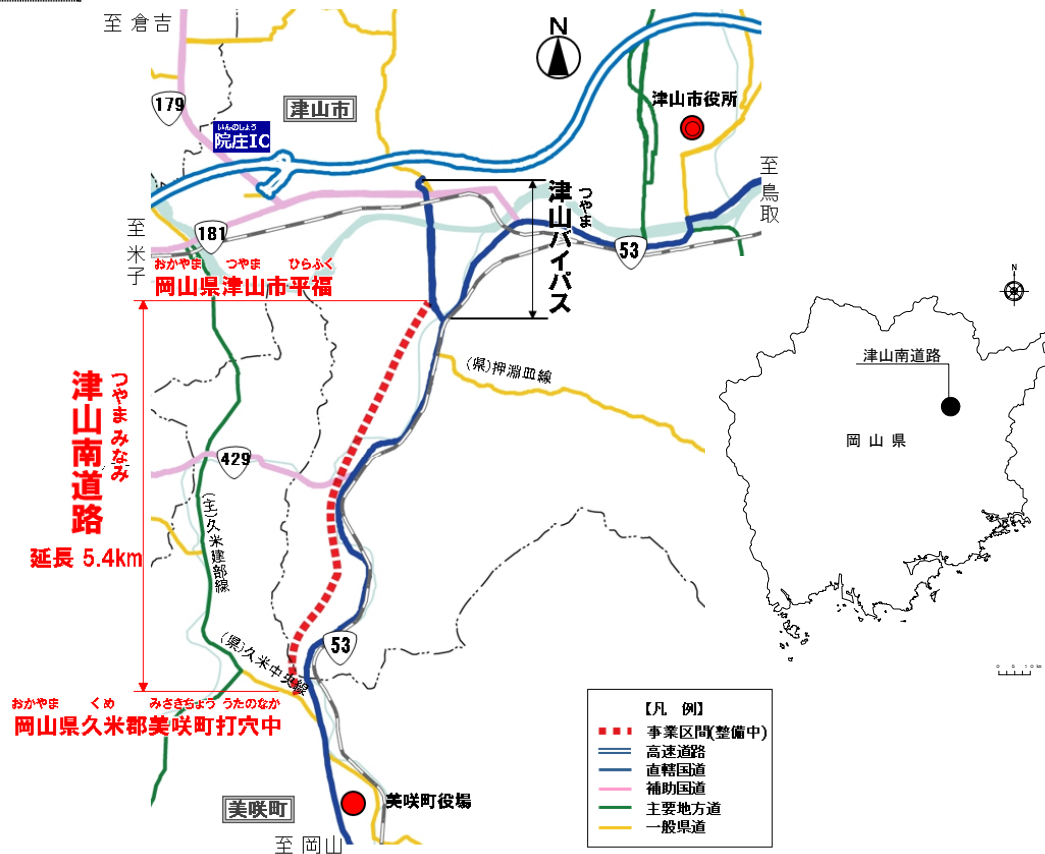 至 倉吉
N
179
津山市
いんのしょう
院庄IC
津山市役所
至鳥取
つやま
津山バイパス
至米子
181
53
おかやま つやま ひらふく
岡山県津山市平福
(県)押淵皿線
つやまみなみ
津山南道路
延長 5.4km
429
(主)久米建部線
(県)久米中央線
53
おかやま くめ みさきちょう うたのなか
岡山県久米郡美咲町打穴中
美咲町
美咲町役場
至 岡山
【凡 例】
事業区間(整備中)
高速道路
直轄国道
補助国道
主要地方道
一般県道
N
津山南道路
岡 山 県